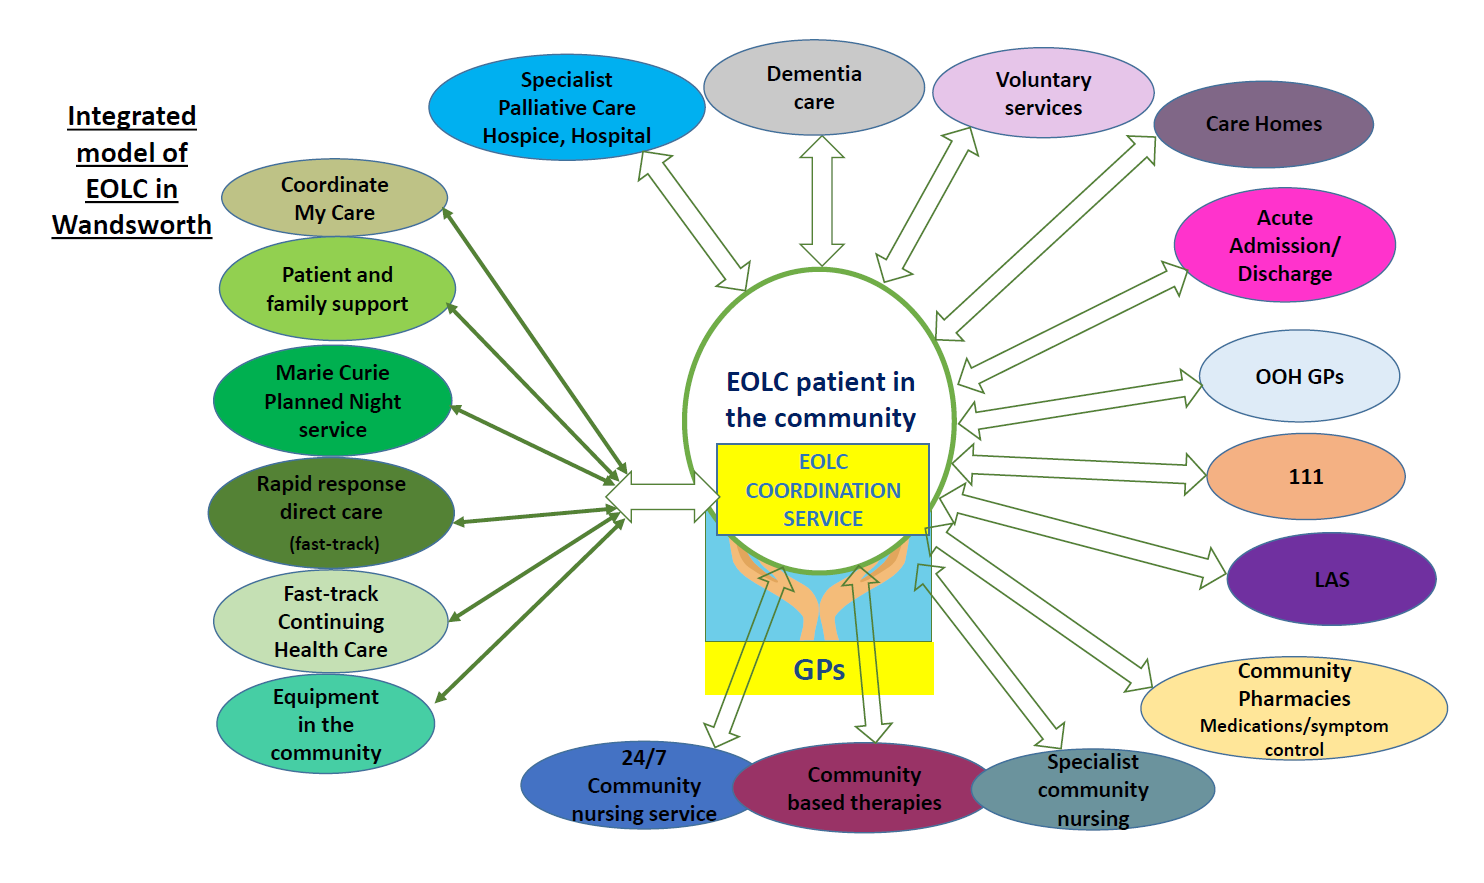 Integrated
model of
EOLC in
Wandsworth
Specialist
Palliative Care
Hospice, Hospital
Dementia
care
Voluntary
services
Care Homes
Coordinate
My Care
Patient and
family support
Marie Curie
Planned Night
service
Rapid response
direct care
(fast-track)
Fast-track
Continuing
Health Care
Equipment
in the
community
EOLC patient in
the community
EOLC
COORDINATION
SERVICE
GPs
Acute
Admission/
Discharge
OOH GPs
111
LAS
Community
Pharmacies
Medications/symptom
control
24/7
Community
nursing service
Community
based therapies
Specialist
community
nursing